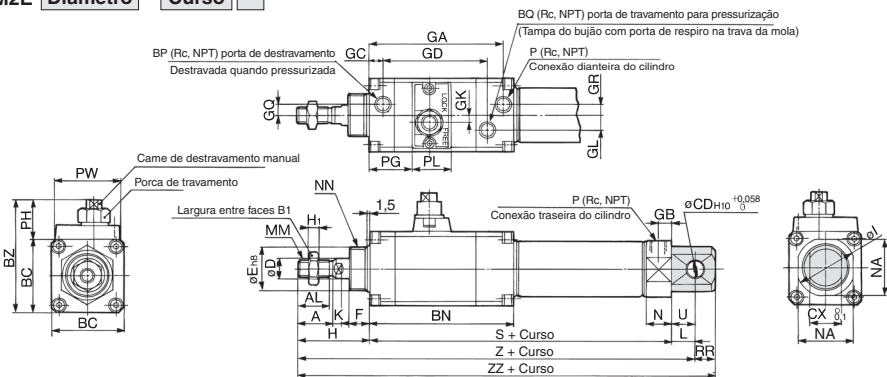 M2E Diâmetro Curso
BQ (Rc, NPT) porta de travamento para pressurização
(Tampa do bujão com porta de respiro na trava da mola)
GA
BP (Rc, NPT) porta de destravamento
GC
GD
P (Rc, NPT)
Destravada quando pressurizada
Conexão dianteira do cilindro
GQ
LOCK
GK
GR
FREE
GL
PG
PL
PW
Came de destravamento manual
Porca de travamento
NN
1,5
P (Rc, NPT)
Conexão traseira do cilindro
GB
øCDH10 +0,058 0
Largura entre faces B1
H1
MM
PH
BZ
BC
BC
øEh8
øD
øI
NA
AL
A
K
F
BN
N
U
CX 0,1
H
S + Curso
L
NA
Z + Curso
RR
ZZ + Curso